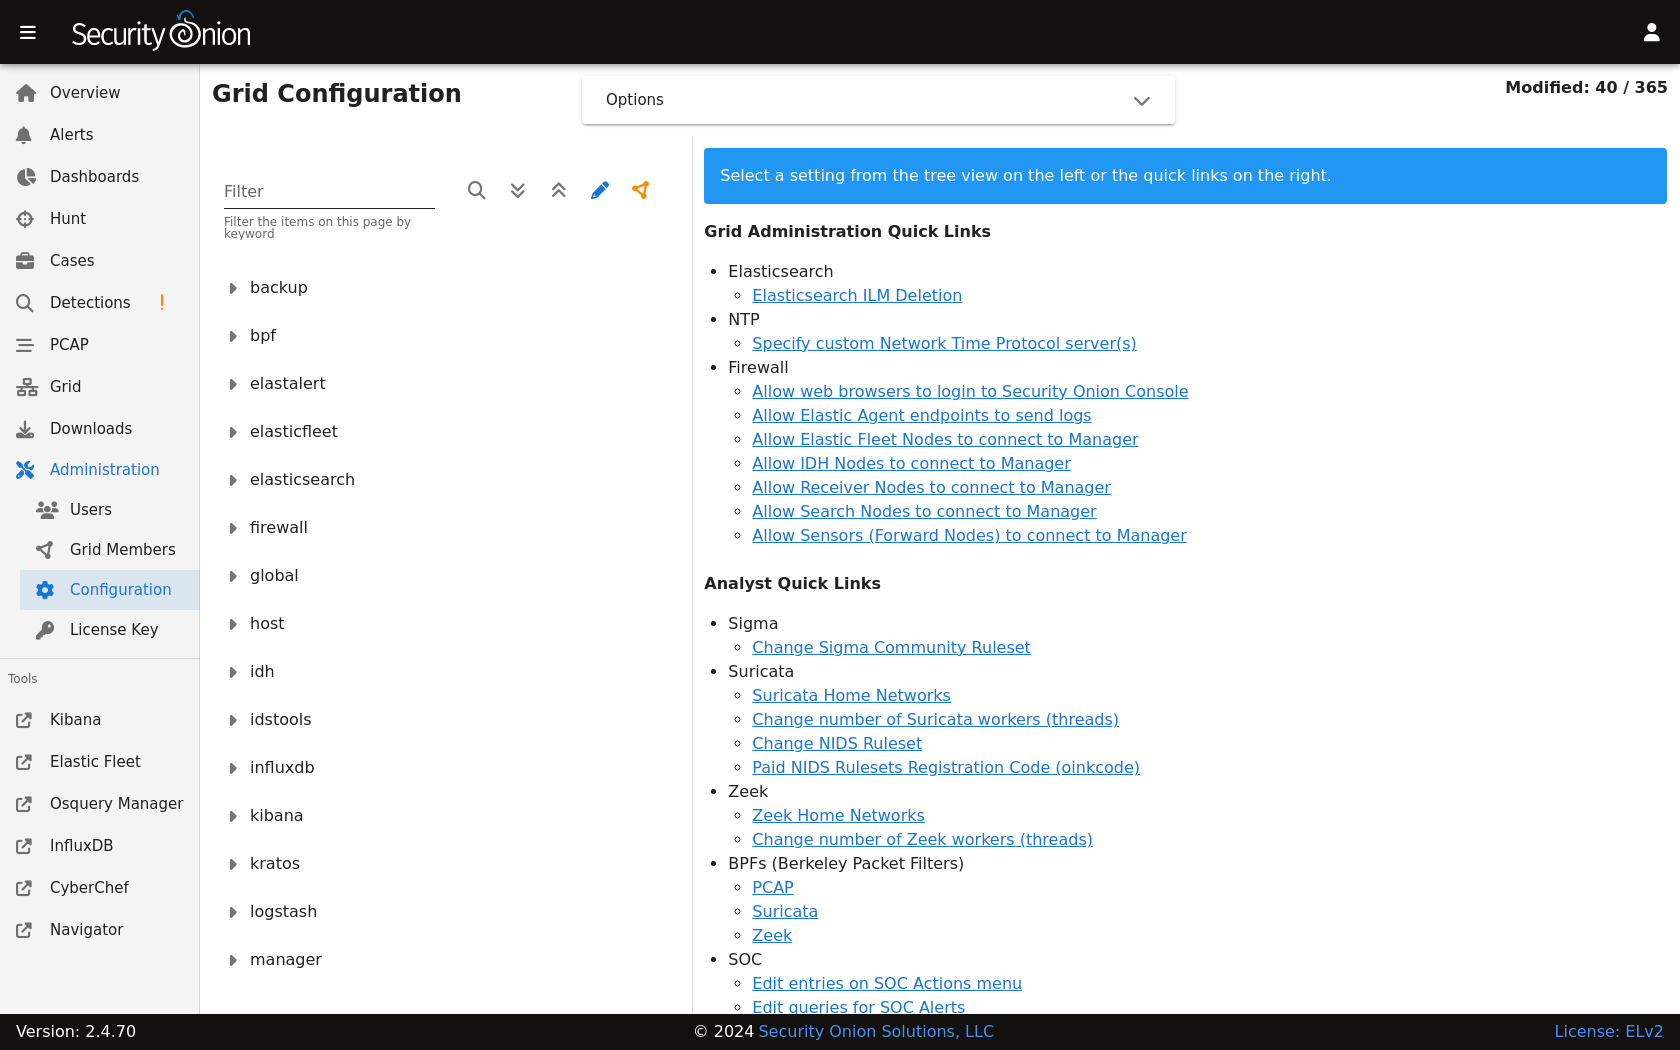 Security Onion
Overview
Alerts
Dashboards
Hunt
Cases
Detections !
PCAP
Grid
Downloads
Administration
Users
Grid Members
Configuration
License Key
Tools
Kibana
Elastic Fleet
Osquery Manager
InfluxDB
CyberChef
Navigator
Grid Configuration
Options
Modified: 40 / 365
Filter
Filter the items on this page by
keyword
backup
bpf
elastalert
elasticfleet
elasticsearch
firewall
global
host
idh
idstools
influxdb
kibana
kratos
logstash
manager
Select a setting from the tree view on the left or the quick links on the right.
Grid Administration Quick Links
Elasticsearch
Elasticsearch ILM Deletion
NTP
Specify custom Network Time Protocol server(s)
Firewall
Allow web browsers to login to Security Onion Console
Allow Elastic Agent endpoints to send logs
Allow Elastic Fleet Nodes to connect to Manager
Allow IDH Nodes to connect to Manager
Allow Receiver Nodes to connect to Manager
Allow Search Nodes to connect to Manager
Allow Sensors (Forward Nodes) to connect to Manager
Analyst Quick Links
Sigma
Change Sigma Community Ruleset
Suricata
Suricata Home Networks
Change number of Suricata workers (threads)
Change NIDS Ruleset
Paid NIDS Rulesets Registration Code (oinkcode)
Zeek
Zeek Home Networks
Change number of Zeek workers (threads)
BPFs (Berkeley Packet Filters)
PCAP
Suricata
Zeek
SOC
Edit entries on SOC Actions menu
Edit queries for SOC Alerts
Version: 2.4.70
© 2024 Security Onion Solutions, LLC
License: ELv2